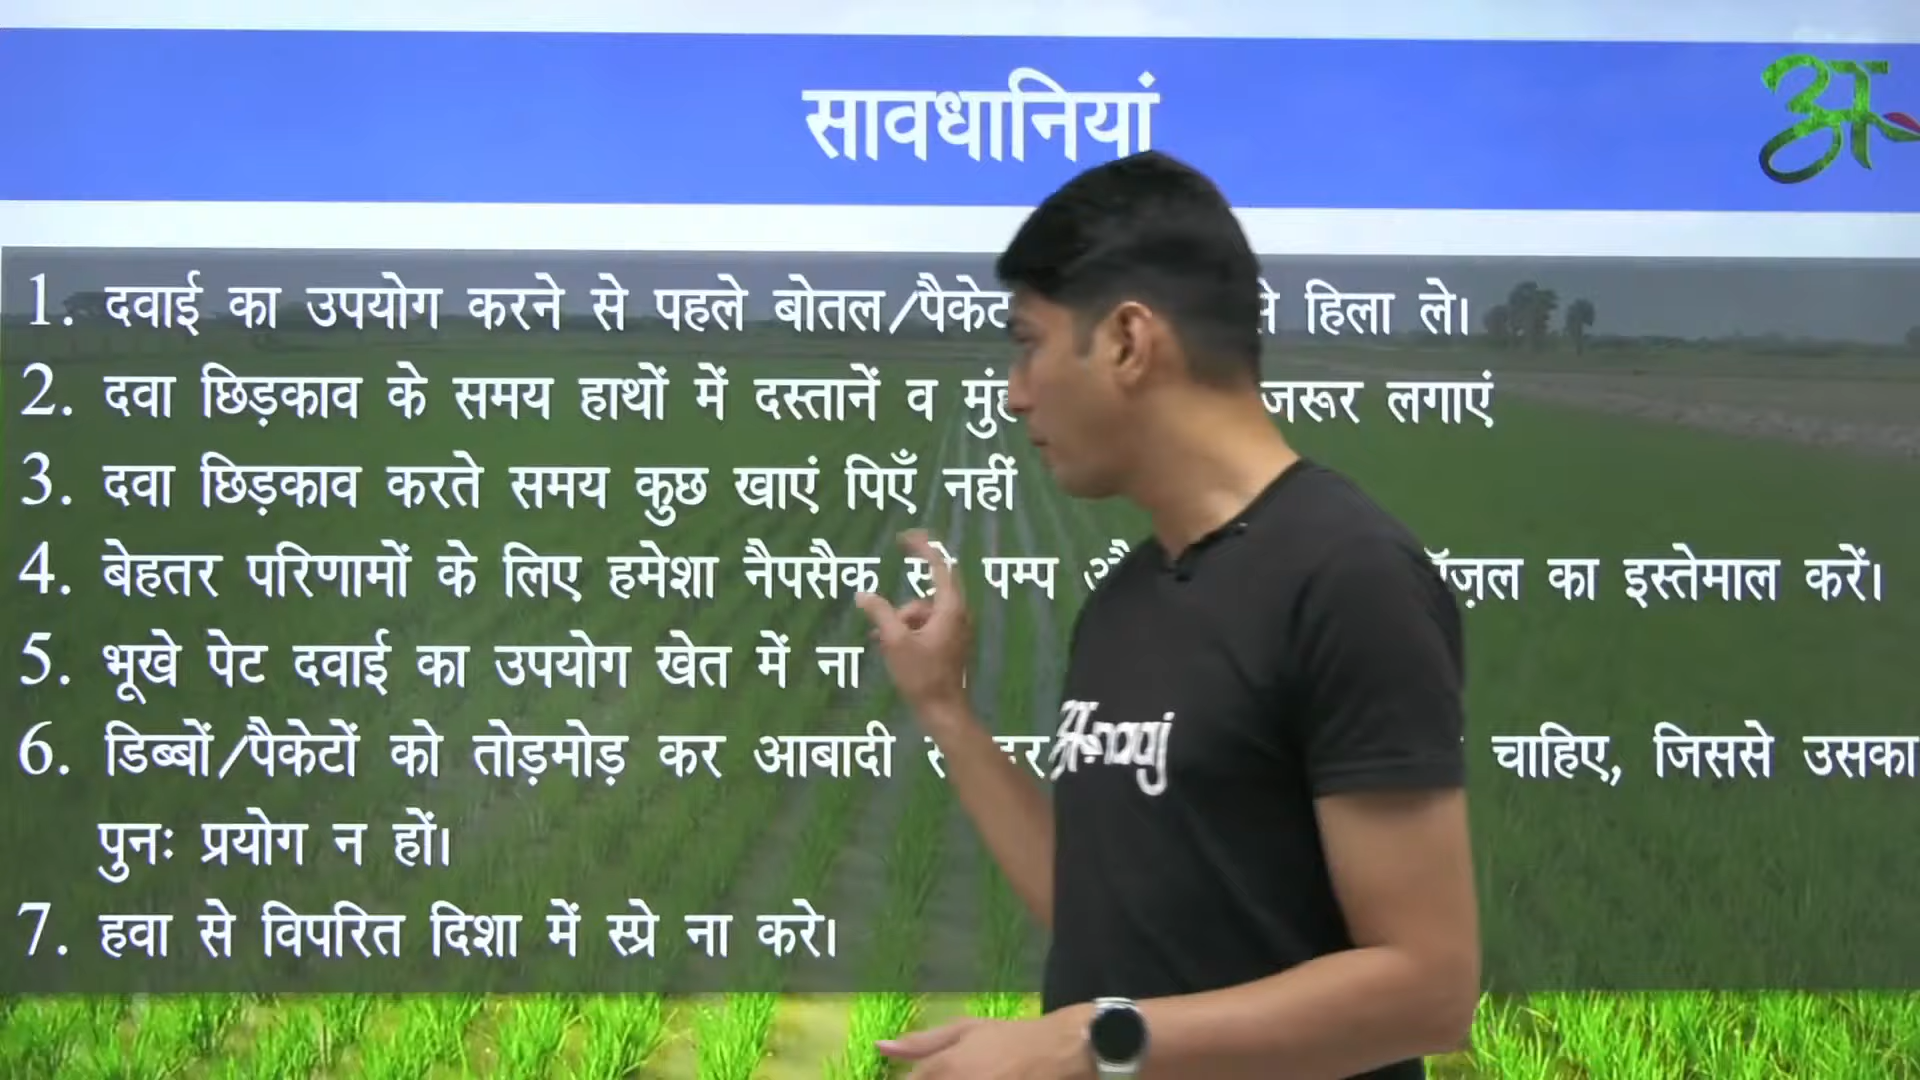 सावधानियां
अ
1. दवाई का उपयोग करने से पहले बोतल/पैकेट से हिला ले।
2. दवा छिड़काव के समय हाथों में दस्तानें व जरूर लगाएं
3. दवा छिड़काव करते समय कुछ खाएं पिएँ नहीं
4. बेहतर परिणामों के लिए हमेशा नैपसैक स्प्रे पम्प का इस्तेमाल करें।
5. भूखे पेट दवाई का उपयोग खेत में ना
6. डिब्बों/पैकेटों को तोड़मोड़ कर आबादी चाहिए, जिससे उसका
पुनः प्रयोग न हों।
7. हवा से विपरित दिशा में स्प्रे ना करे।
अnaaj